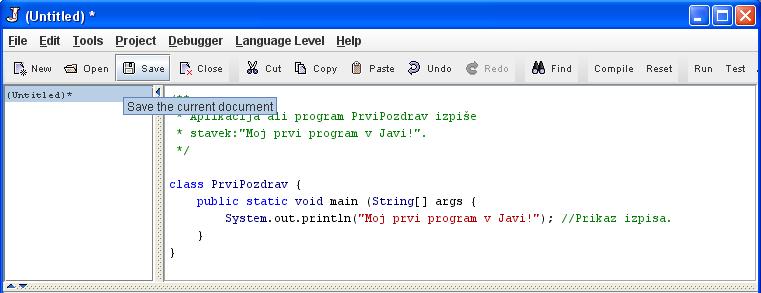 (Untitled) *
File Edit Tools Project Debugger Language Level Help
New Open Save Close Cut Copy Paste Undo Redo Find Compile Reset Run Test
(Untitled)*
Save the current document
/**
* Aplikacija ali program PrviPozdrav izpiše
* stavek:"Moj prvi program v Javi!".
*/
class PrviPozdrav {
public static void main (String[] args {
System.out.println("Moj prvi program v Javi!"); //Prikaz izpisa.
}
}